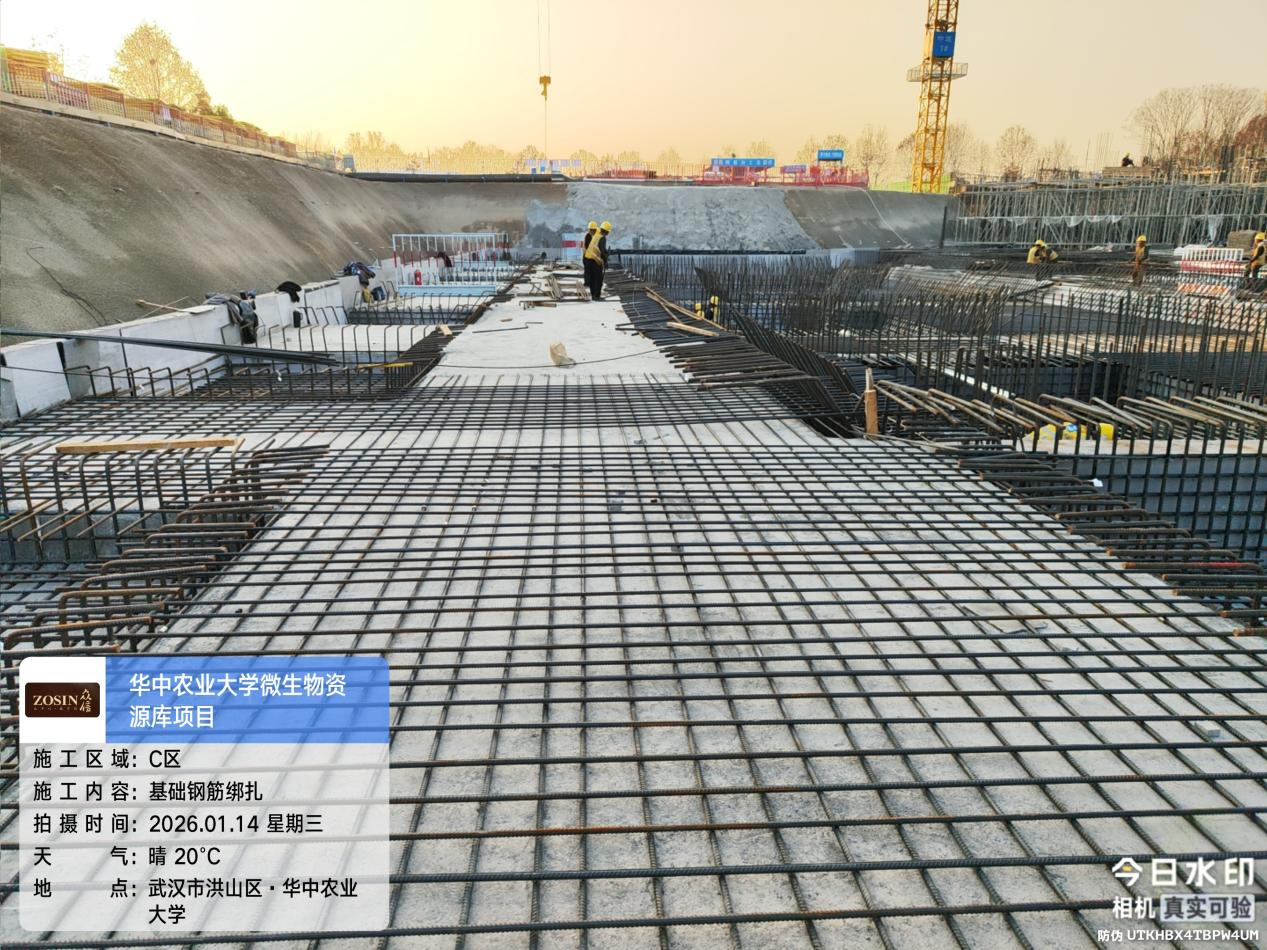 ZOSIN 众信
华中农业大学微生物资
源库项目
施工区域：C区
施工内容：基础钢筋绑扎
拍摄时间：2026.01.14 星期三
天气：晴 20°C
地点：武汉市洪山区·华中农业
大学
今日水印
相机 真实可验
防伪 UTKHBX4TBPW4UM